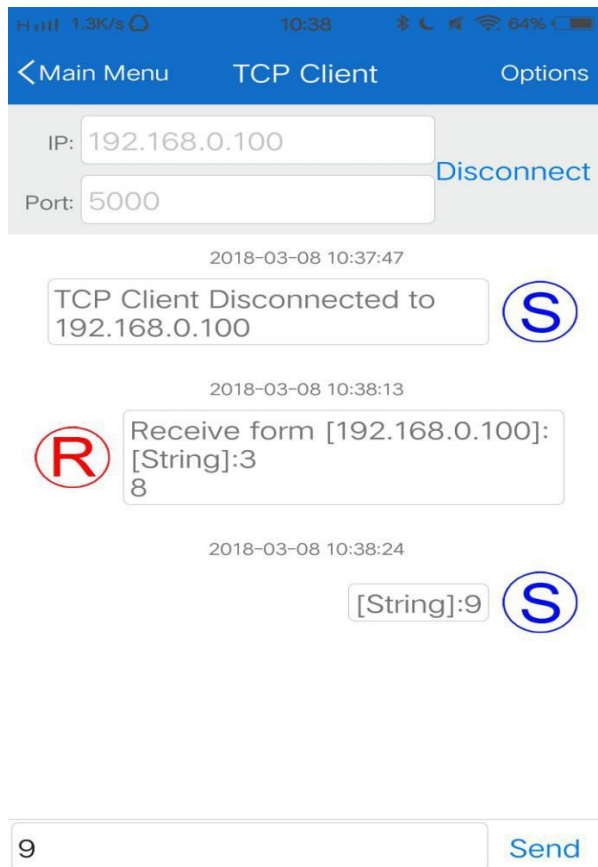 H 1.3K/s 10:38 64%
Main Menu TCP Client Options
IP: 192.168.0.100
Disconnect
Port: 5000
2018-03-08 10:37:47
TCP Client Disconnected to
192.168.0.100
S
2018-03-08 10:38:13
R
Receive form [192.168.0.100]:
[String]:3
8
2018-03-08 10:38:24
[String]:9
S
9 Send